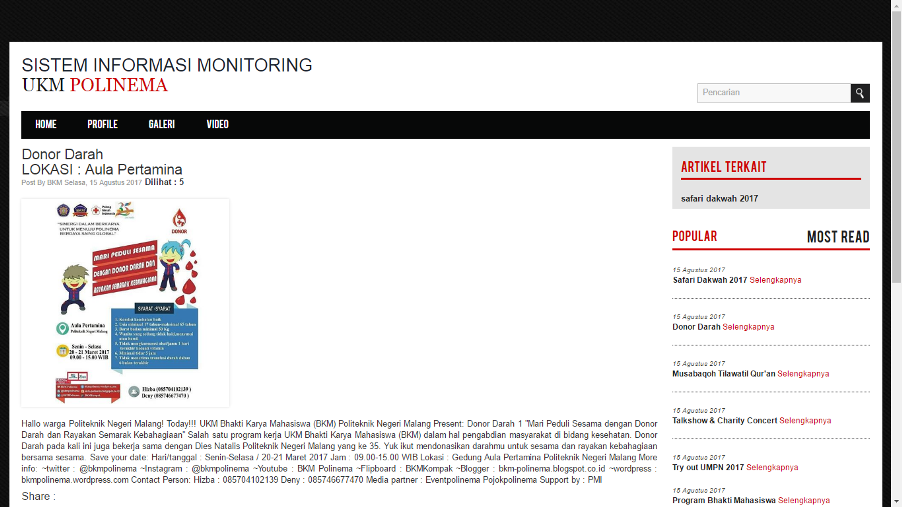 SISTEM INFORMASI MONITORING
UKM POLINEMA
Pencarian
HOME PROFILE GALERI VIDEO
Donor Darah
LOKASI : Aula Pertamina
Post By BKM Selasa, 15 Agustus 2017 Dilihat : 5
DONOR
MARI PEDULI SESAMA
DENGAN DONOR DARAH DAN
RAYAKAN SEMARAK KEBAHAGIAAN
SYARAT-SYARAT
Aula Pertamina
Politeknik Negeri Malang
Senin - Selasa
20 - 21 Maret 2017
09.00 - 15.00 WIB
Hizba (085704102139)
Deny (085746677470)
Hallo warga Politeknik Negeri Malang! Today!!! UKM Bhakti Karya Mahasiswa (BKM) Politeknik Negeri Malang Present: Donor Darah 1 "Mari Peduli Sesama dengan Donor
Darah dan Rayakan Semarak Kebahagiaan" Salah satu program kerja UKM Bhakti Karya Mahasiswa (BKM) dalam hal pengabdian masyarakat di bidang kesehatan. Donor
Darah pada kali ini juga bekerja sama dengan Dies Natalis Politeknik Negeri Malang yang ke 35. Yuk ikut mendonasikan darahmu untuk sesama dan rayakan kebahagiaan
bersama sesama Save your date: Hari/tanggal : Senin-Selasa / 20-21 Maret 2017 Jam : 09.00-15 00 WIB Lokasi : Gedung Aula Pertamina Politeknik Negeri Malang More
info: ~twitter : @bkmpolinema ~Instagram : @bkmpolinema ~Youtube : BKM Polinema ~Flipboard : BKMKompak ~Blogger : bkm-polinema.blogspot.co.id ~wordpress :
bkmpolinema.wordpress.com Contact Person: Hizba : 085704102139 Deny : 085746677470 Media partner : Eventpolinema Pojokpolinema Support by : PMI
Share :
ARTIKEL TERKAIT
safari dakwah 2017
POPULAR MOST READ
15 Agustus 2017
Safari Dakwah 2017 Selengkapnya
15 Agustus 2017
Donor Darah Selengkapnya
15 Agustus 2017
Musabaqoh Tilawatil Qur'an Selengkapnya
15 Agustus 2017
Talkshow & Charity Concert Selengkapnya
15 Agustus 2017
Try out UMPN 2017 Selengkapnya
15 Agustus 2017
Program Bhakti Mahasiswa Selengkapnya